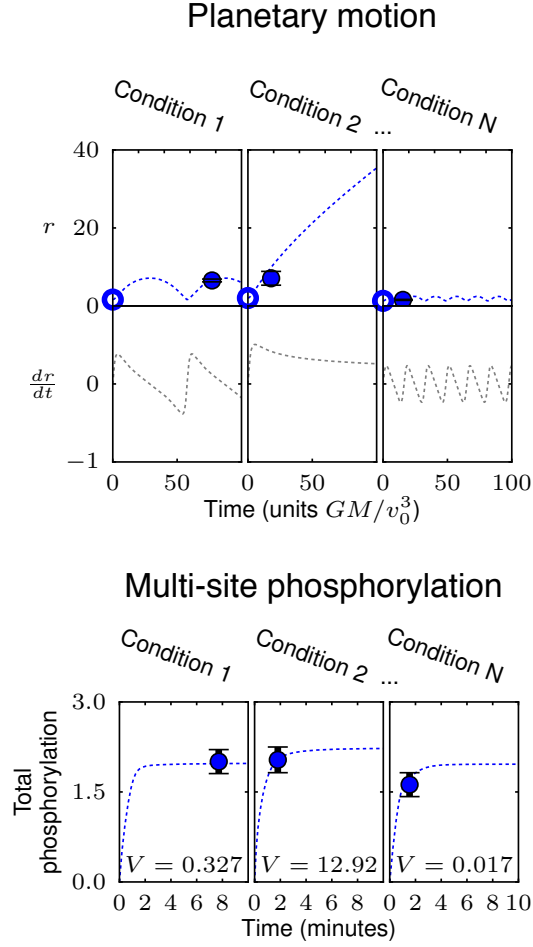 Planetary motion
Condition 1
Condition 2 ...
Condition N
40
r
20
0
dr/dt
0
−1
0 50 0 50 0 50 100
Time (units GM/v₀³)
Multi-site phosphorylation
Condition 1
Condition 2 ...
Condition N
3.0
Total
phosphorylation
1.5
0.0
V = 0.327 V = 12.92 V = 0.017
0 2 4 6 8 0 2 4 6 8 0 2 4 6 8 10
Time (minutes)